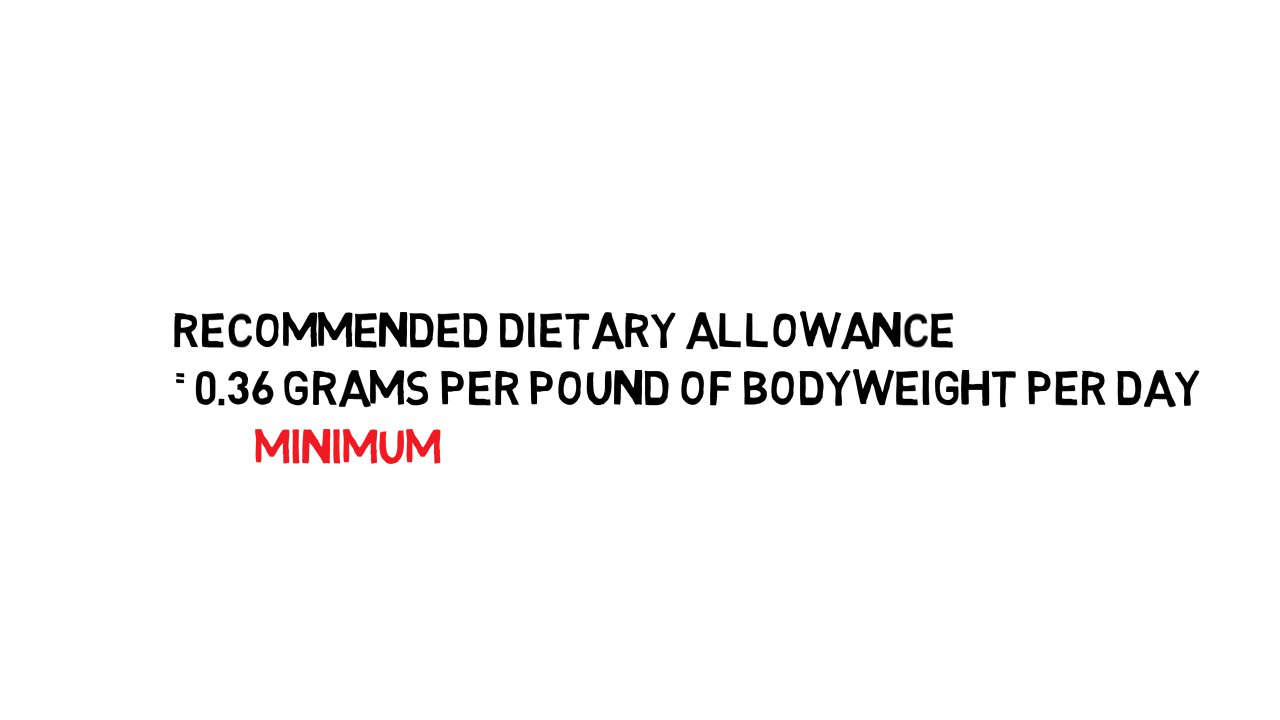 RECOMMENDED DIETARY ALLOWANCE
= 0.36 GRAMS PER POUND OF BODYWEIGHT PER DAY
MINIMUM